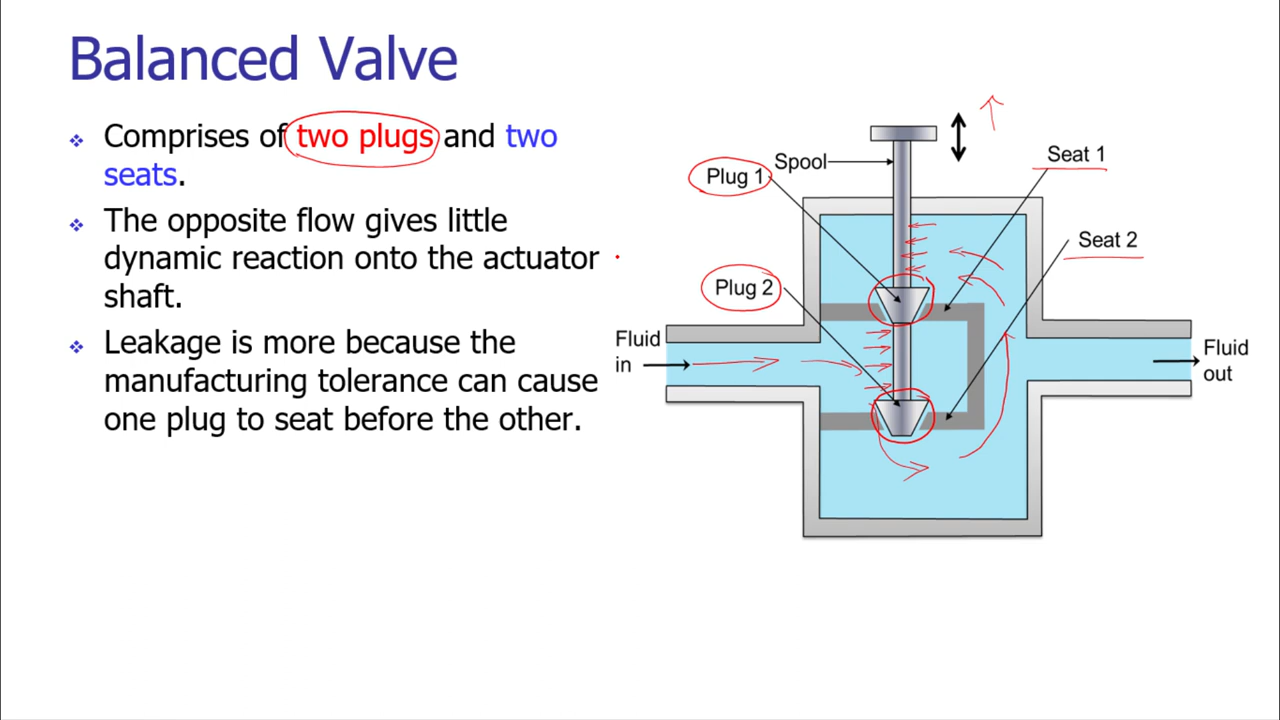 Balanced Valve
❖ Comprises of two plugs and two
seats.
❖ The opposite flow gives little
dynamic reaction onto the actuator
shaft.
❖ Leakage is more because the
manufacturing tolerance can cause
one plug to seat before the other.
Spool
Plug 1
Seat 1
Seat 2
Plug 2
Fluid
in
Fluid
out